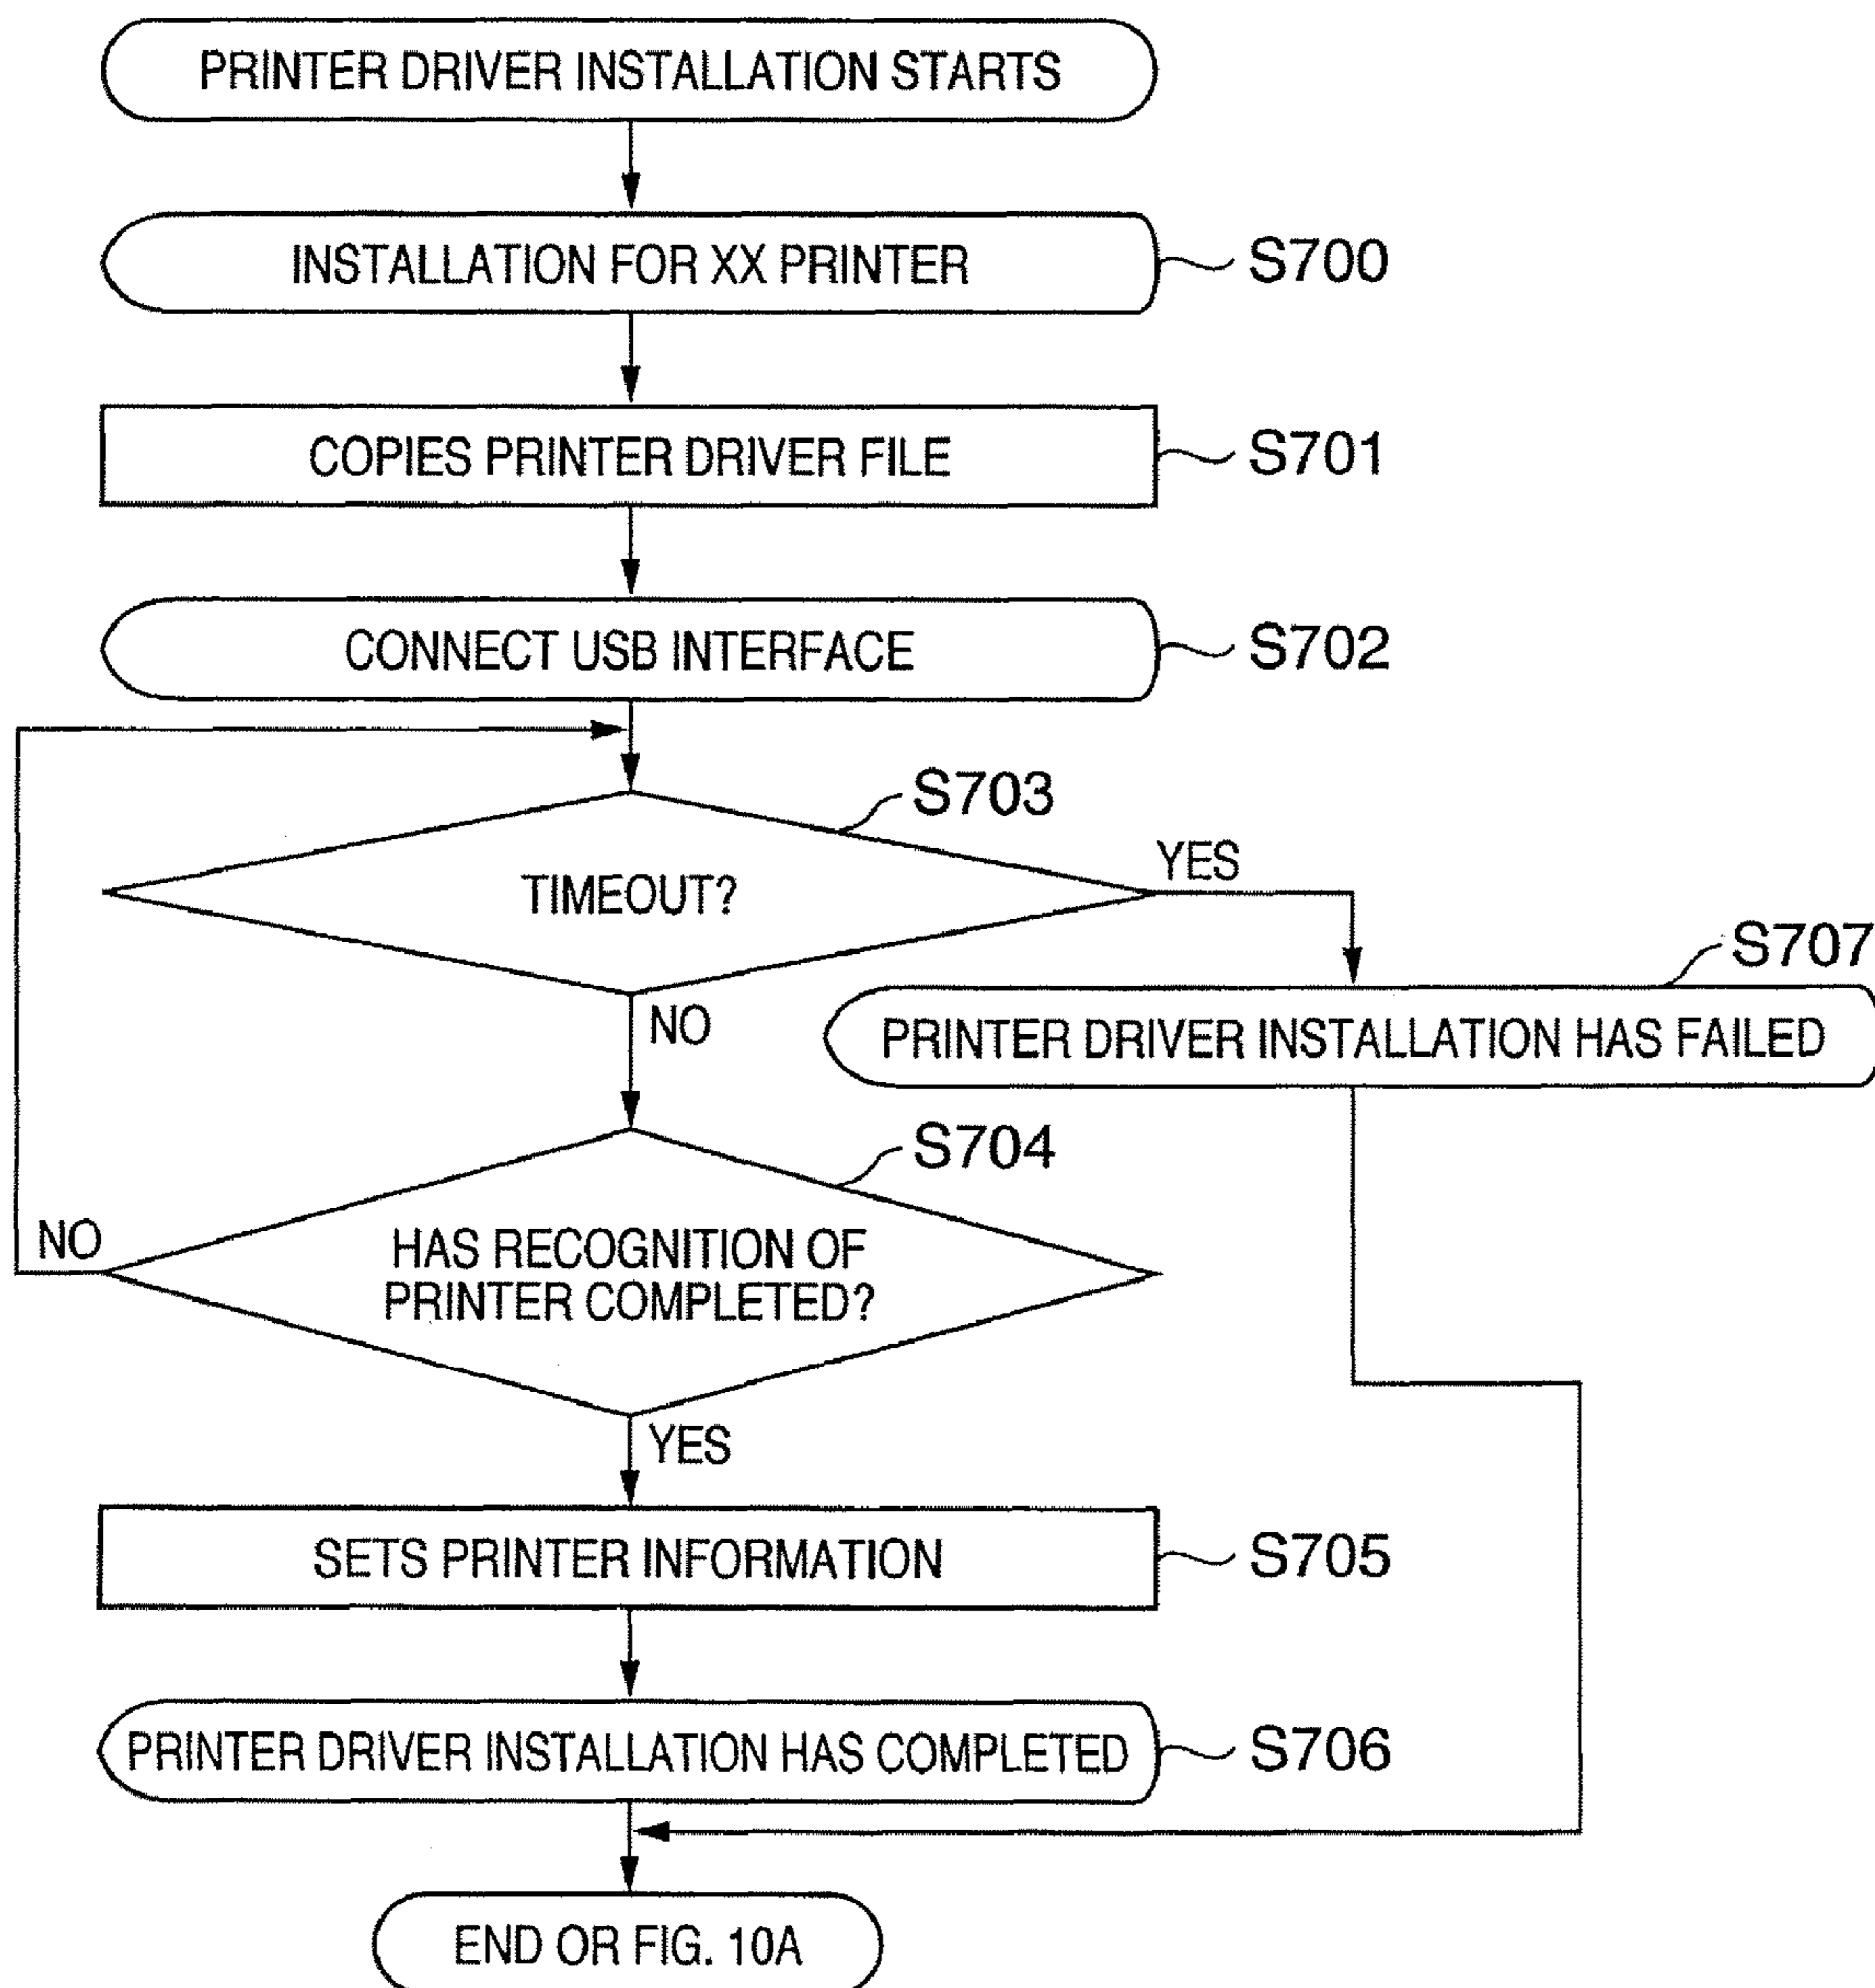 PRINTER DRIVER INSTALLATION STARTS
INSTALLATION FOR XX PRINTER
S700
COPIES PRINTER DRIVER FILE
S701
CONNECT USB INTERFACE
S702
S703
TIMEOUT?
YES
NO
S707
PRINTER DRIVER INSTALLATION HAS FAILED
S704
NO
HAS RECOGNITION OF
PRINTER COMPLETED?
YES
SETS PRINTER INFORMATION
S705
PRINTER DRIVER INSTALLATION HAS COMPLETED
S706
END OR FIG. 10A